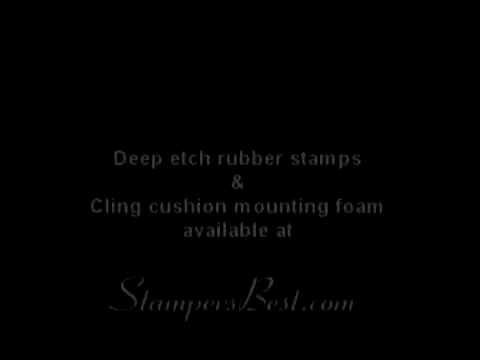 Deep etch rubber stamps
&
Cling cushion mounting foam
available at
StampersBest.com